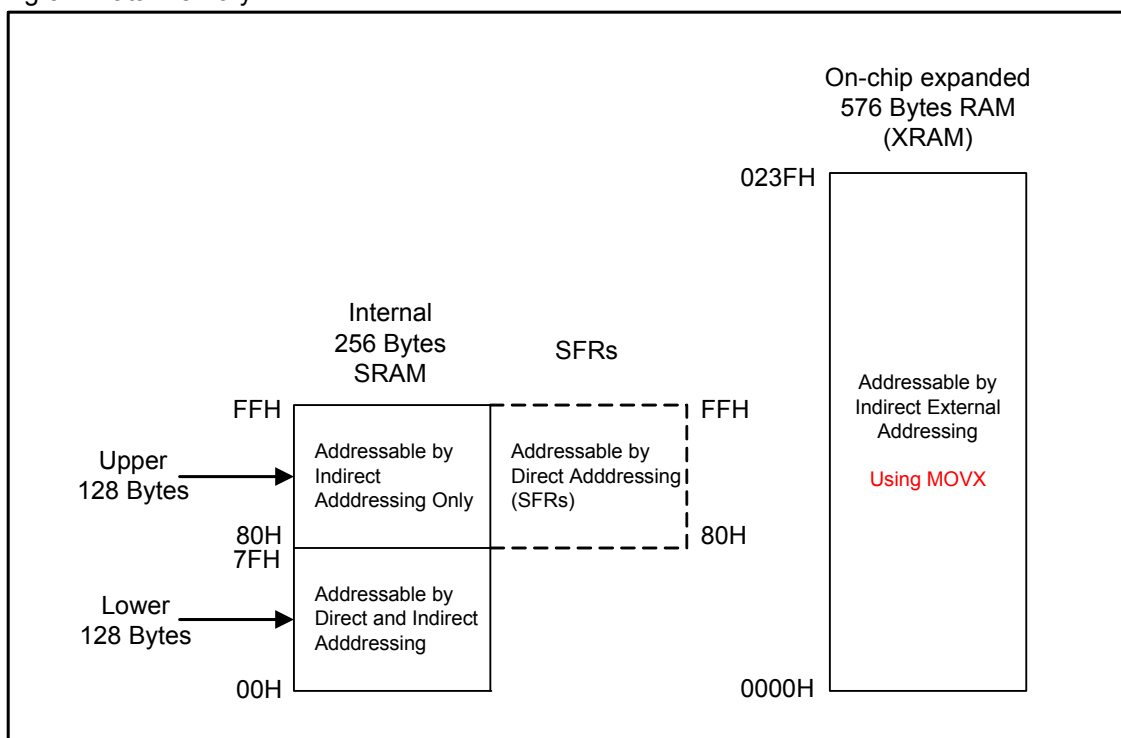 On-chip expanded
576 Bytes RAM
(XRAM)
023FH
Internal
256 Bytes
SRAM
SFRs
FFH
FFH
Upper
128 Bytes
Addressable by
Indirect
Adddressing Only
Addressable by
Direct Adddressing
(SFRs)
Addressable by
Indirect External
Addressing
Using MOVX
80H
80H
7FH
Lower
128 Bytes
Addressable by
Direct and Indirect
Adddressing
00H
0000H